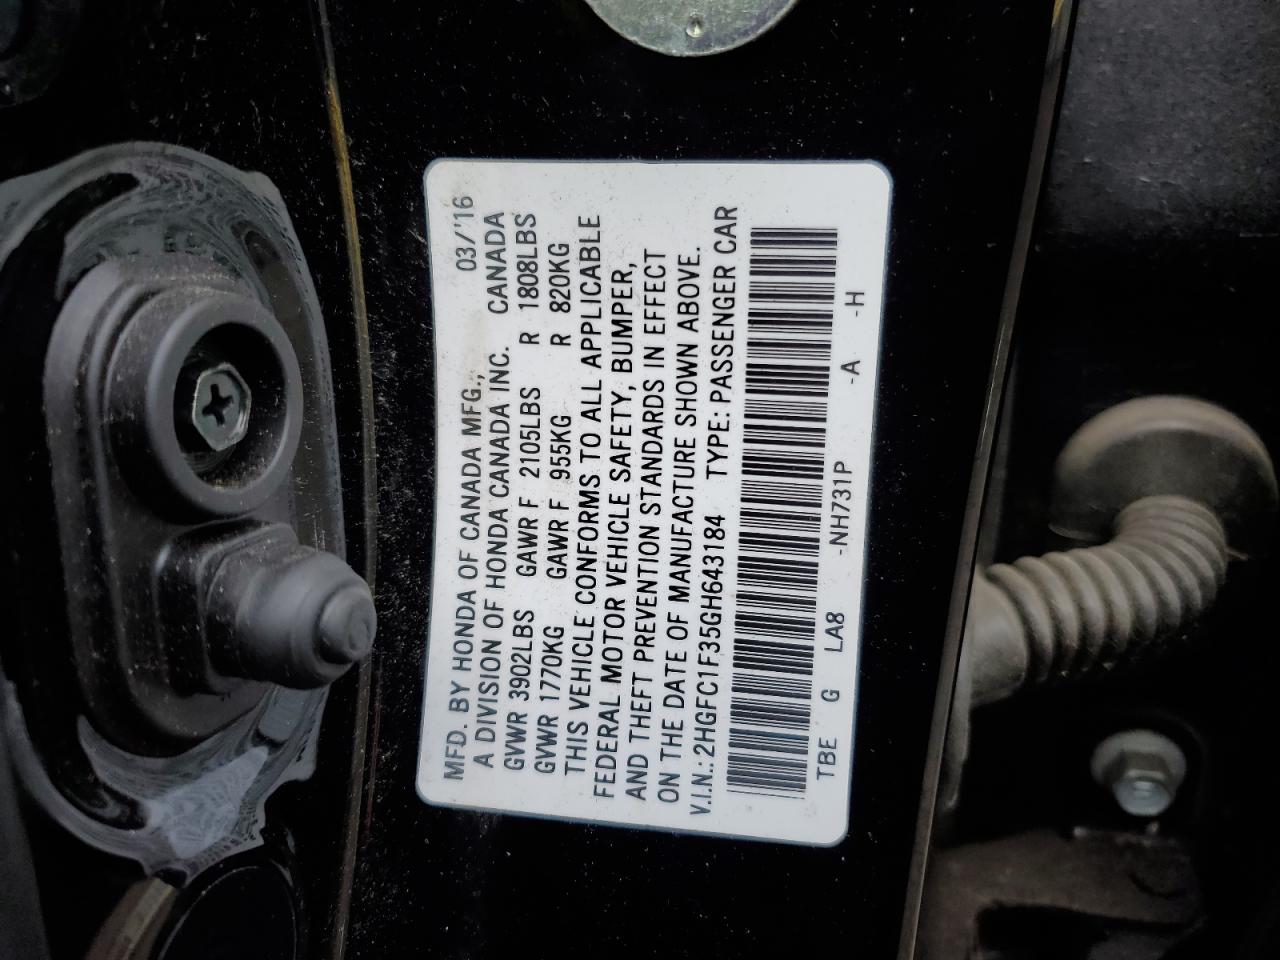 MFD. BY HONDA OF CANADA MFG., 03/'16
A DIVISION OF HONDA CANADA INC. CANADA
GVWR 3902LBS GAWR F 2105LBS R 1808LBS
GVWR 1770KG GAWR F 955KG R 820KG
THIS VEHICLE CONFORMS TO ALL APPLICABLE
FEDERAL MOTOR VEHICLE SAFETY, BUMPER,
AND THEFT PREVENTION STANDARDS IN EFFECT
ON THE DATE OF MANUFACTURE SHOWN ABOVE.
V.I.N.: 2HGFC1F35GH643184 TYPE: PASSENGER CAR
TBE G LA8 -NH731P -A -H